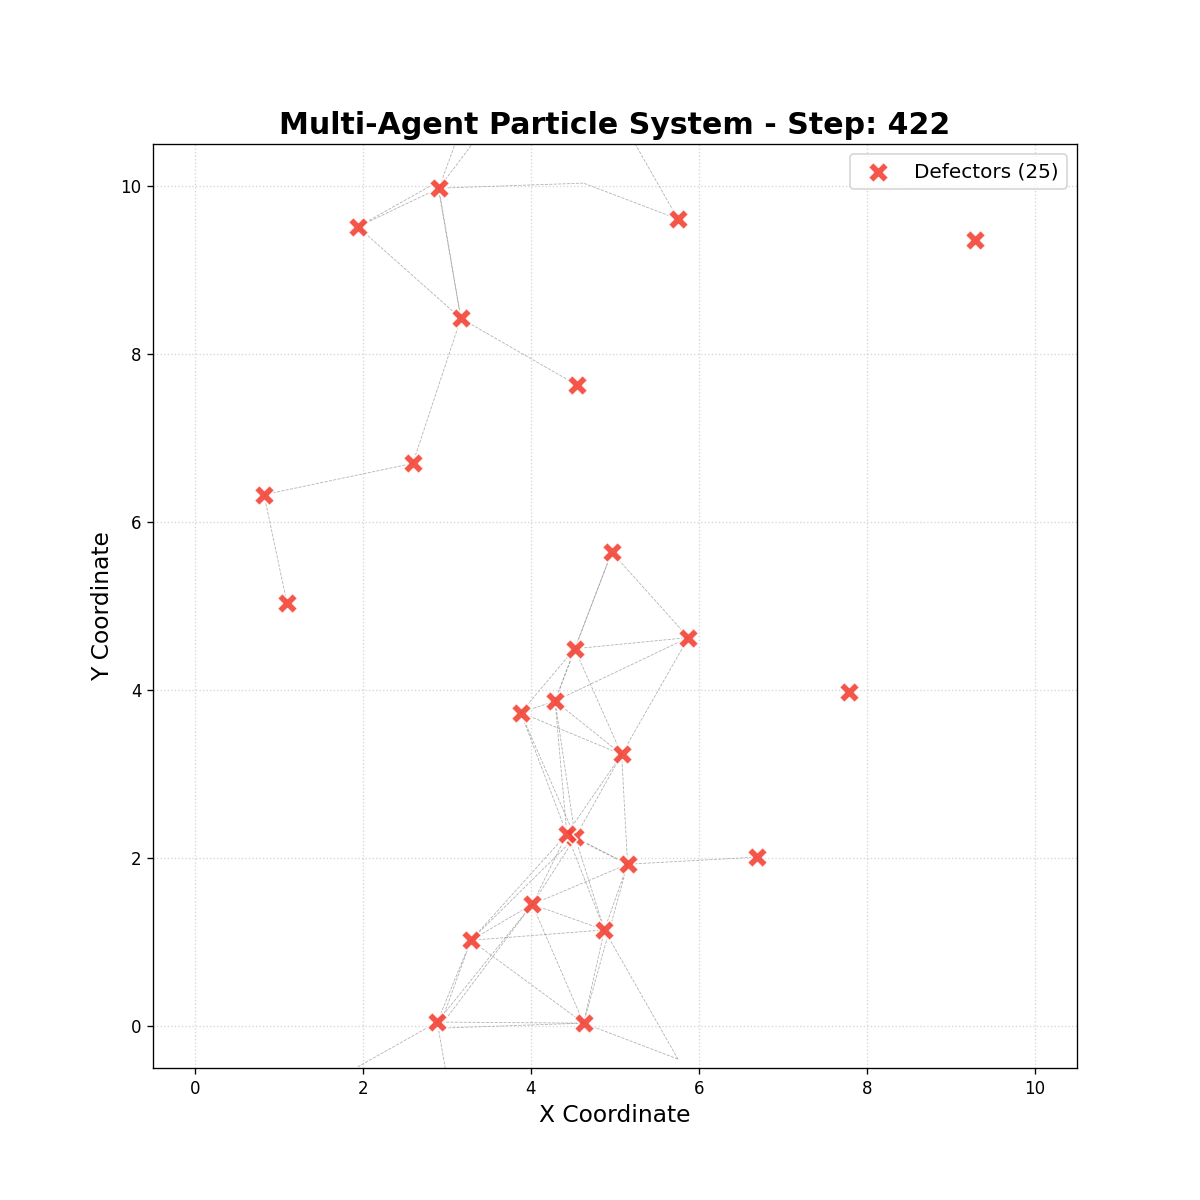 Multi-Agent Particle System - Step: 422
Defectors (25)
10
8
6
4
2
0
Y Coordinate
0 2 4 6 8 10
X Coordinate